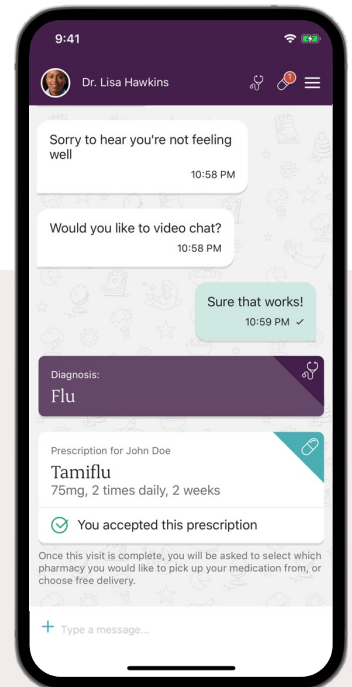 9:41
Dr. Lisa Hawkins
1
Sorry to hear you're not feeling
well
10:58 PM
Would you like to video chat?
10:58 PM
Sure that works!
10:59 PM
Diagnosis:
Flu
Prescription for John Doe
Tamiflu
75mg, 2 times daily, 2 weeks
You accepted this prescription
Once this visit is complete, you will be asked to select which
pharmacy you would like to pick up your medication from, or
choose free delivery.
Type a message...